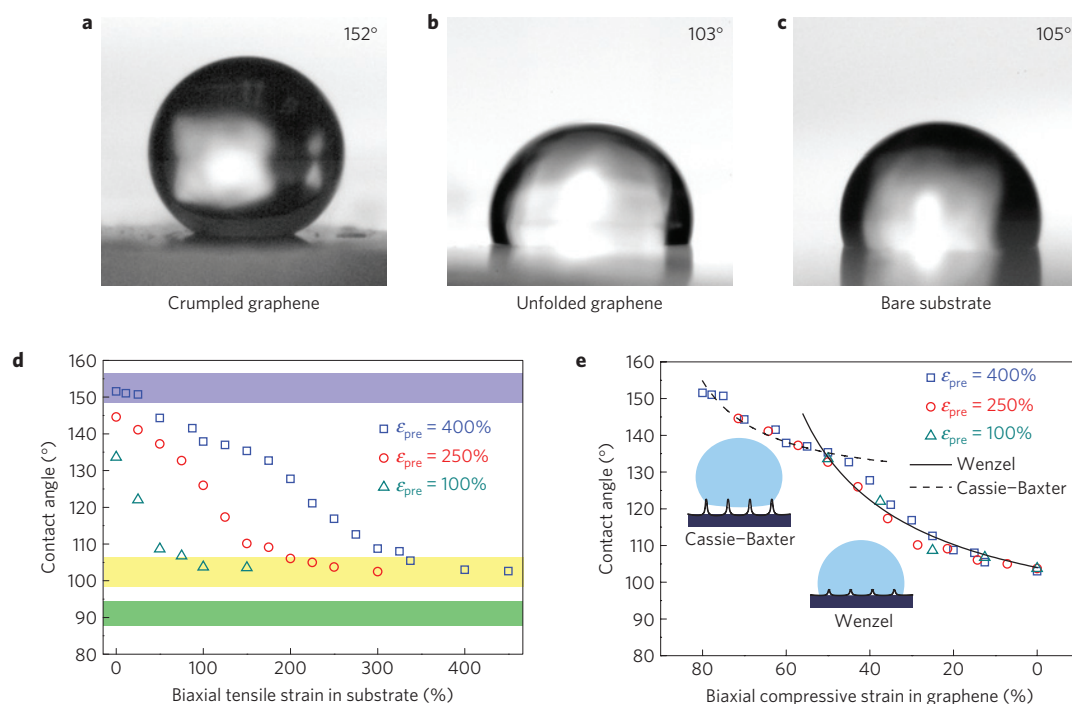 a
152°
Crumpled graphene
b
103°
Unfolded graphene
c
105°
Bare substrate
d
160
150
140
130
120
110
100
90
80
Contact angle (°)
ε_pre = 400%
ε_pre = 250%
ε_pre = 100%
0 100 200 300 400
Biaxial tensile strain in substrate (%)
e
160
150
140
130
120
110
100
90
80
Contact angle (°)
ε_pre = 400%
ε_pre = 250%
ε_pre = 100%
Wenzel
Cassie–Baxter
Cassie–Baxter
Wenzel
80 60 40 20 0
Biaxial compressive strain in graphene (%)